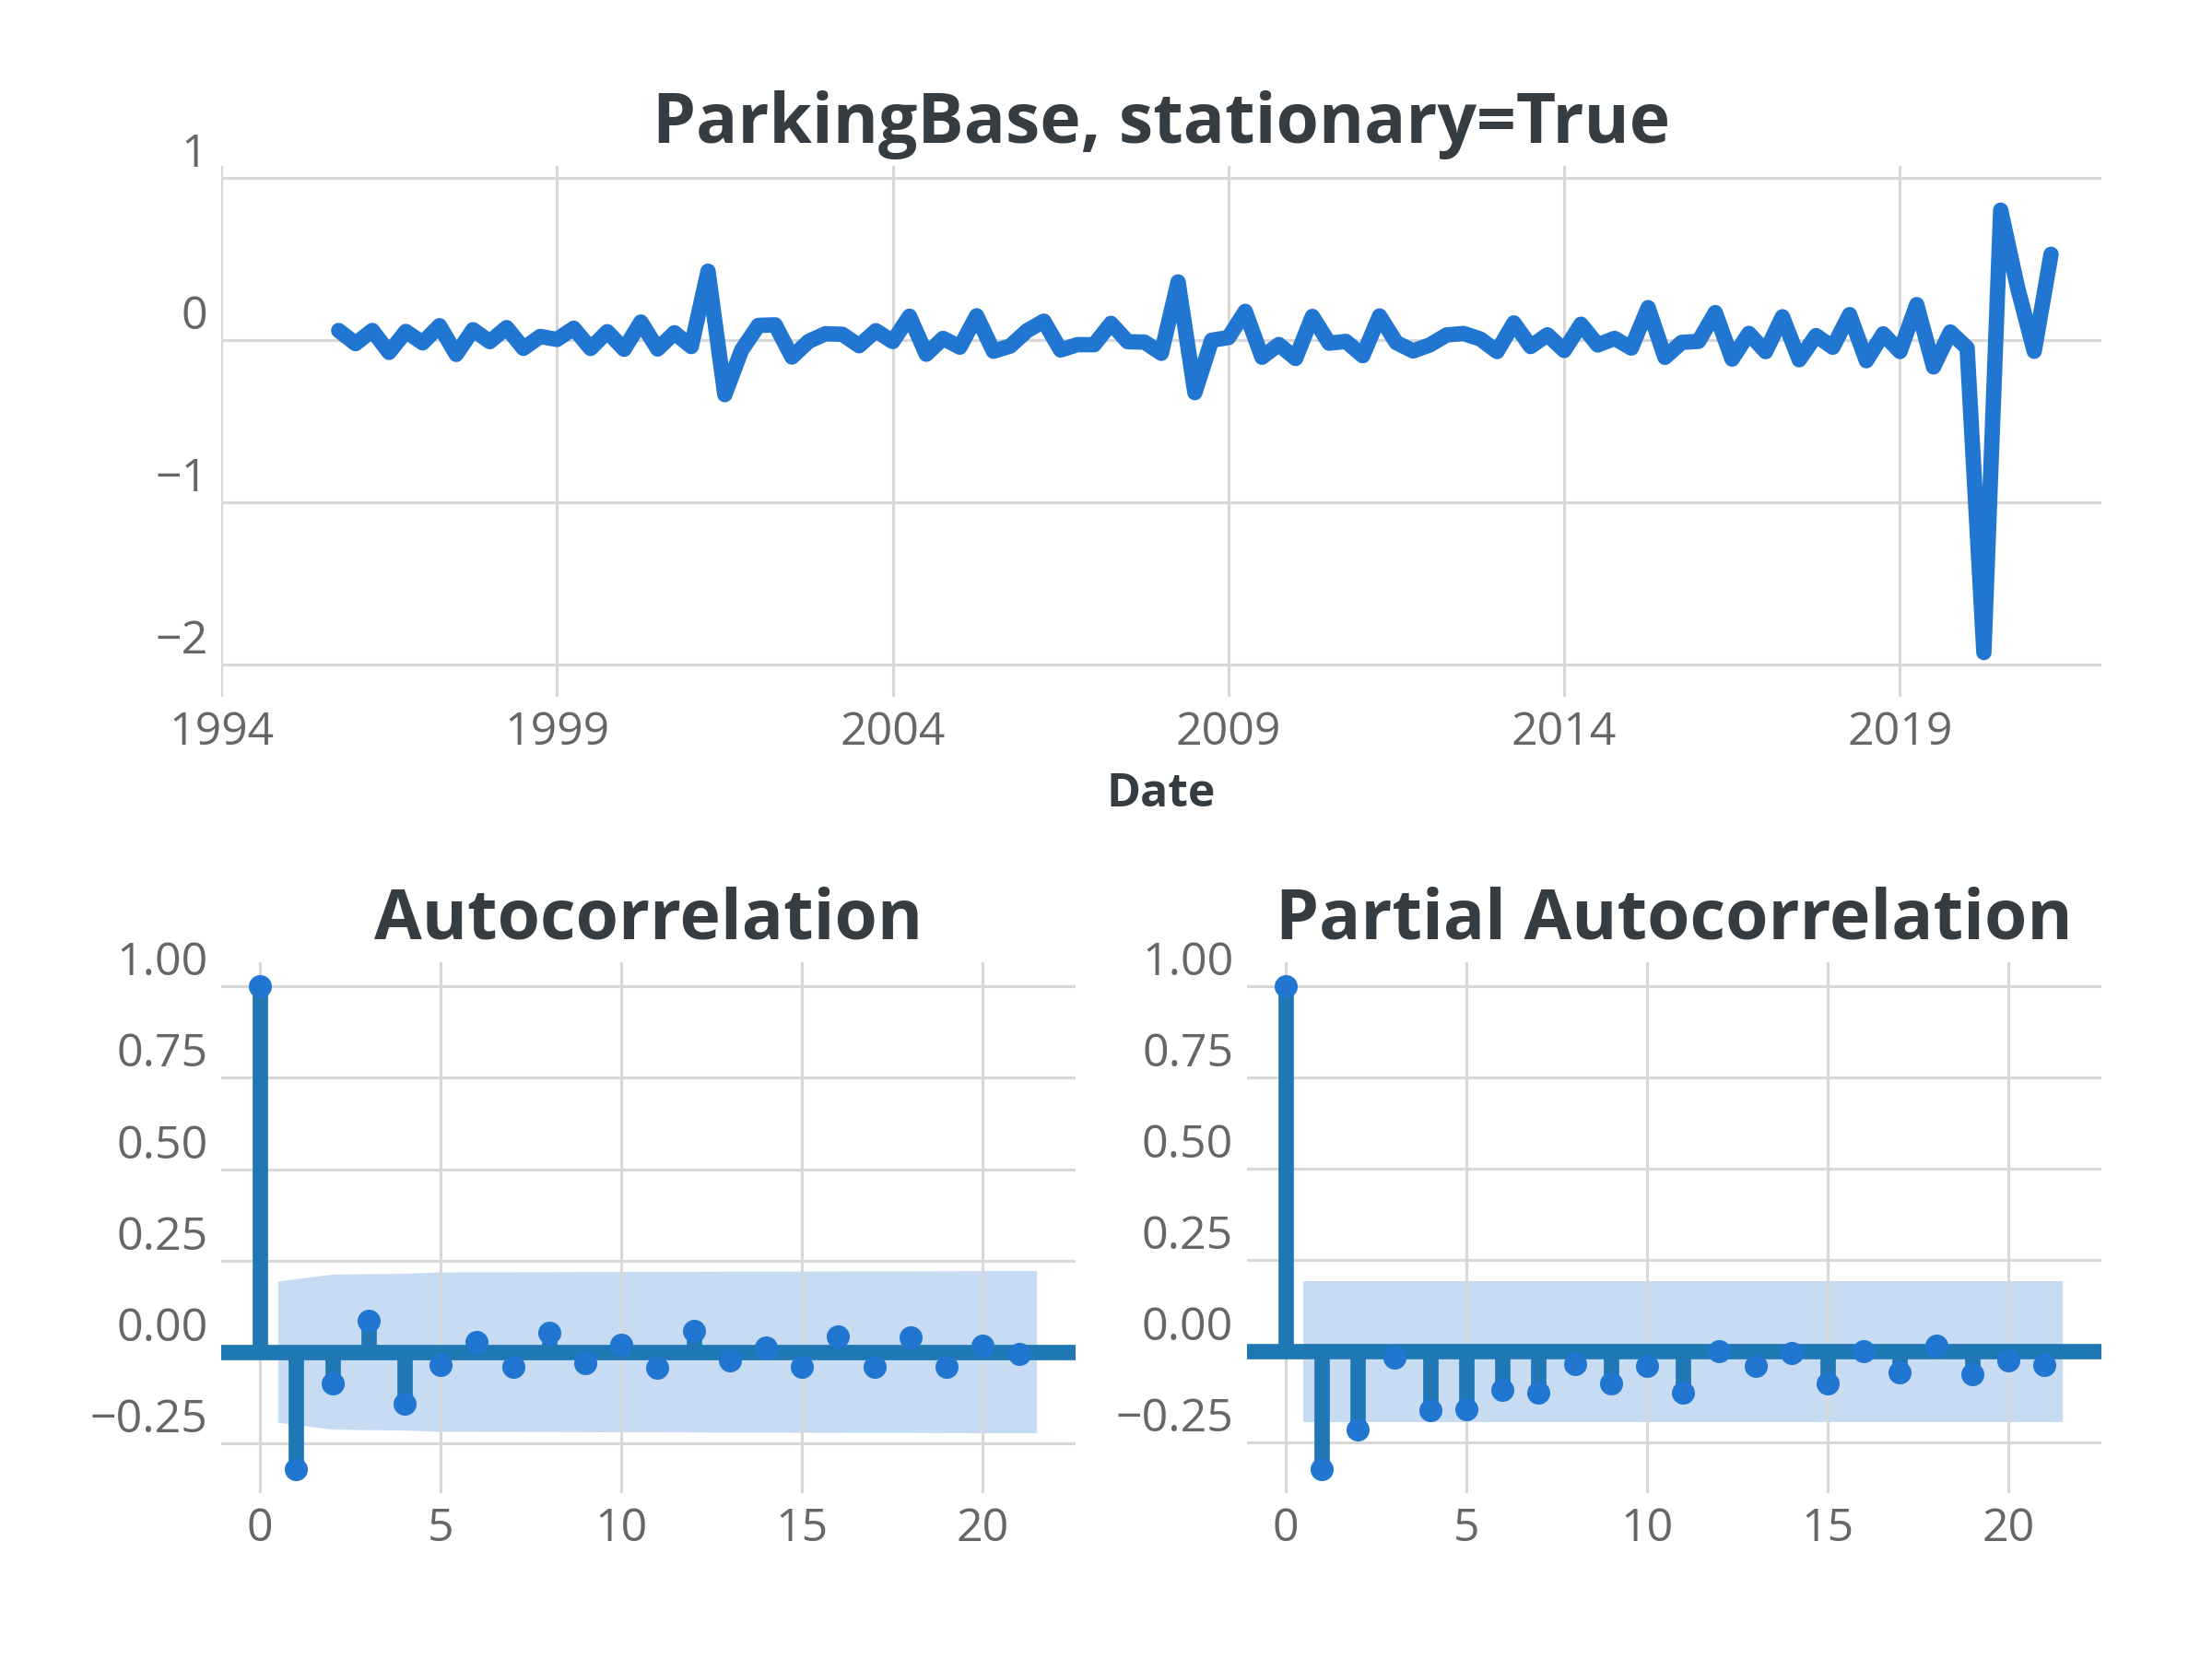 ParkingBase, stationary=True
1
0
−1
−2
1994 1999 2004 2009 2014 2019
Date
Autocorrelation
1.00
0.75
0.50
0.25
0.00
−0.25
0 5 10 15 20
Partial Autocorrelation
1.00
0.75
0.50
0.25
0.00
−0.25
0 5 10 15 20